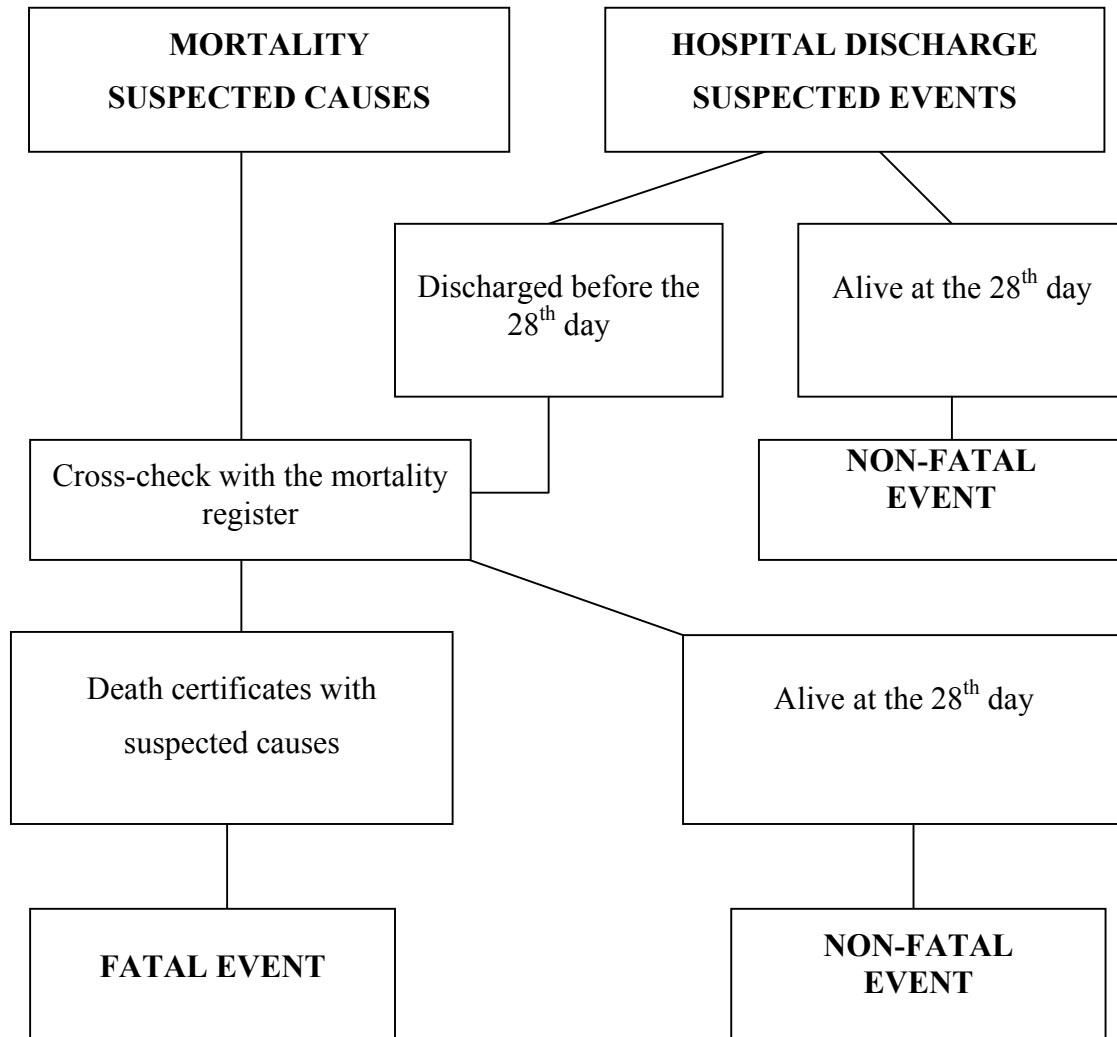 MORTALITY
SUSPECTED CAUSES
HOSPITAL DISCHARGE
SUSPECTED EVENTS
Discharged before the
28th day
Alive at the 28th day
Cross-check with the mortality
register
NON-FATAL
EVENT
Death certificates with
suspected causes
Alive at the 28th day
FATAL EVENT
NON-FATAL
EVENT